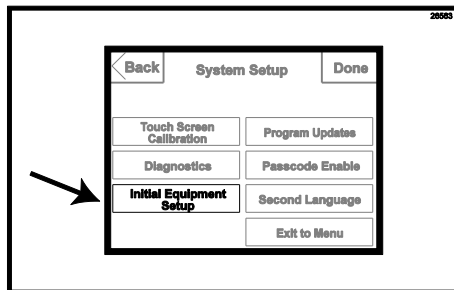 26563
Back System Setup Done
Touch Screen
Calibration
Program Updates
Diagnostics
Passcode Enable
Initial Equipment
Setup
Second Language
Exit to Menu